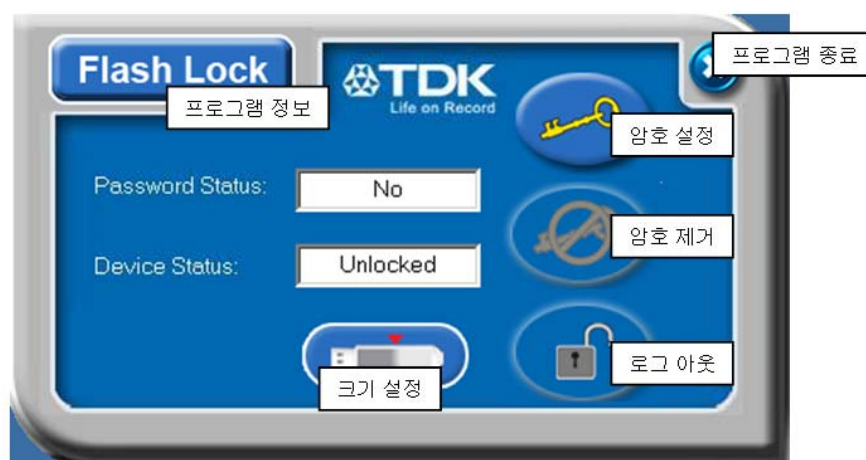 Flash Lock
프로그램 정보
TDK
Life on Record
프로그램 종료
암호 설정
Password Status:
No
암호 제거
Device Status:
Unlocked
로그 아웃
크기 설정